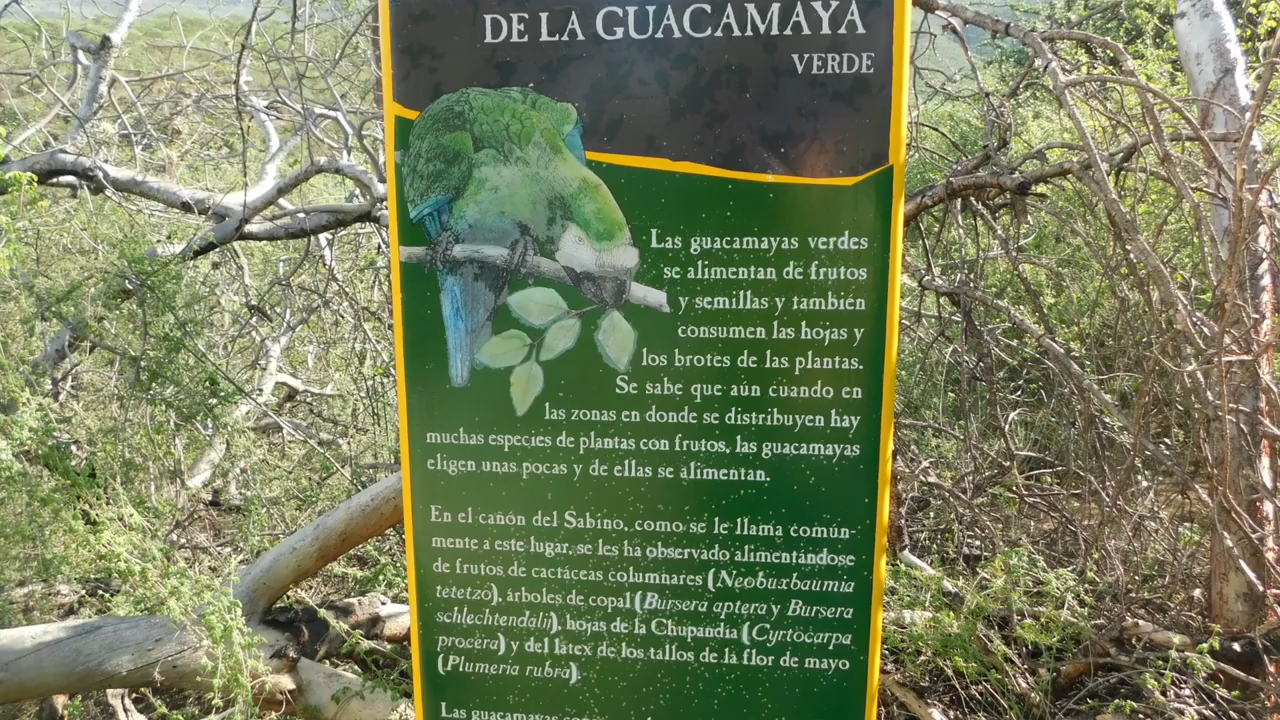 DE LA GUACAMAYA
VERDE
Las guacamayas verdes
se alimentan de frutos
y semillas y también
consumen las hojas y
los brotes de las plantas.
Se sabe que aún cuando en
las zonas en donde se distribuyen hay
muchas especies de plantas con frutos, las guacamayas
eligen unas pocas y de ellas se alimentan.
En el cañón del Sabino, como se le llama común-
mente a este lugar, se les ha observado alimentándose
de frutos de cactáceas columnares (Neobuxbaumia
tetetzo), árboles de copal (Bursera aptera y Bursera
schlechtendalii), hojas de la Chupandia (Cyrtocarpa
procera) y del látex de los tallos de la flor de mayo
(Plumeria rubra).
Las guacamayas